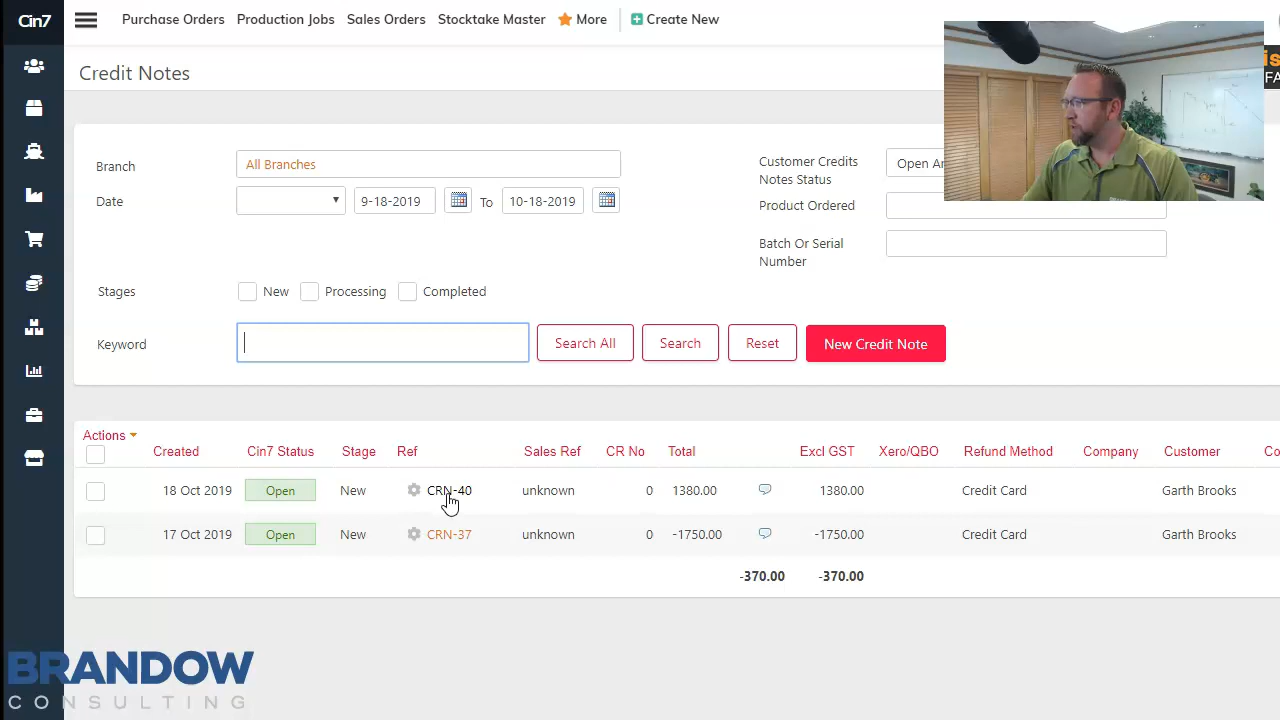 Cin7
Purchase Orders Production Jobs Sales Orders Stocktake Master More Create New
Credit Notes
Branch All Branches
Customer Credits Notes Status Open
Date 9-18-2019 To 10-18-2019
Product Ordered
Batch Or Serial Number
Stages New Processing Completed
Keyword Search All Search Reset New Credit Note
Actions
Created Cin7 Status Stage Ref Sales Ref CR No Total Excl GST Xero/QBO Refund Method Company Customer Co
18 Oct 2019 Open New CRN-40 unknown 0 1380.00 1380.00 Credit Card Garth Brooks
17 Oct 2019 Open New CRN-37 unknown 0 -1750.00 -1750.00 Credit Card Garth Brooks
-370.00 -370.00
BRANDOW
CONSULTING